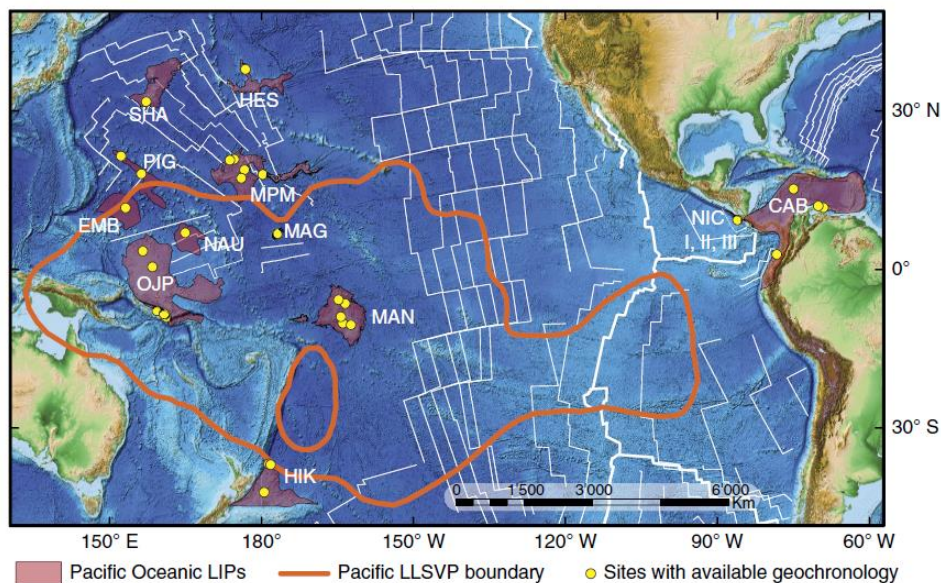 SHA
HES
30° N
PIG
MPM
EMB
NAU
MAG
NIC
I, II, III
CAB
OJP
0°
MAN
30° S
HIK
0 1 500 3 000 6 000
Km
150° E 180° 150° W 120° W 90° W 60° W
Pacific Oceanic LIPs Pacific LLSVP boundary Sites with available geochronology